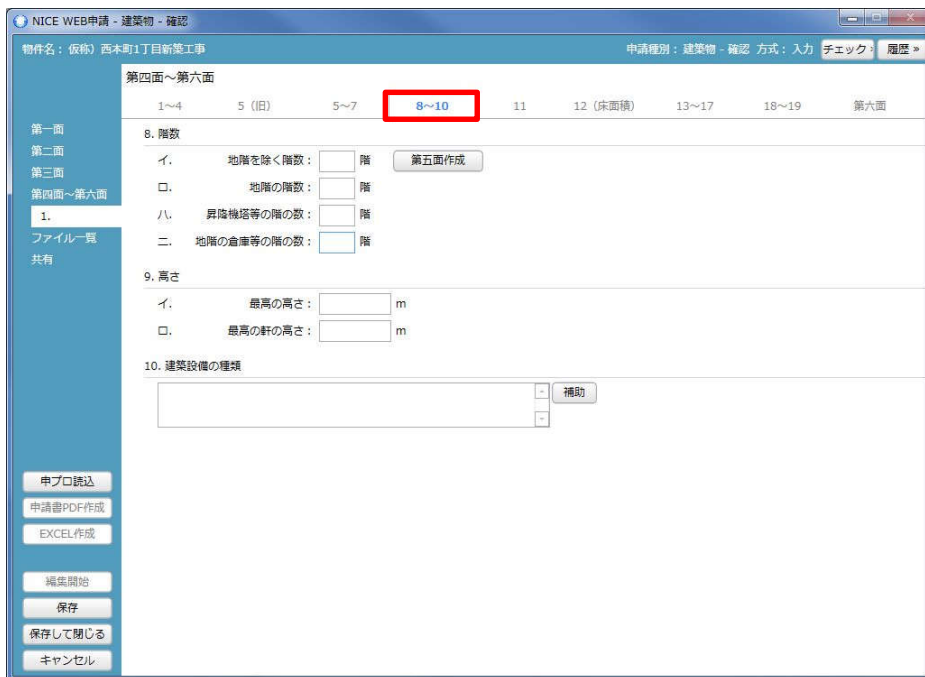 NICE WEB申請 - 建築物 - 確認
物件名：仮称）西本町1丁目新築工事 申請種別：建築物 - 確認 方式：入力 チェック » 履歴 »
第四面～第六面
1～4 5（旧） 5～7 8～10 11 12（床面積） 13～17 18～19 第六面
第一面
第二面
第三面
第四面～第六面
1.
ファイル一覧
共有
8. 階数
イ. 地階を除く階数： 階 第五面作成
ロ. 地階の階数： 階
ハ. 昇降機塔等の階の数： 階
ニ. 地階の倉庫等の階の数： 階
9. 高さ
イ. 最高の高さ： m
ロ. 最高の軒の高さ： m
10. 建築設備の種類
補助
申プロ読込
申請書PDF作成
EXCEL作成
編集開始
保存
保存して閉じる
キャンセル